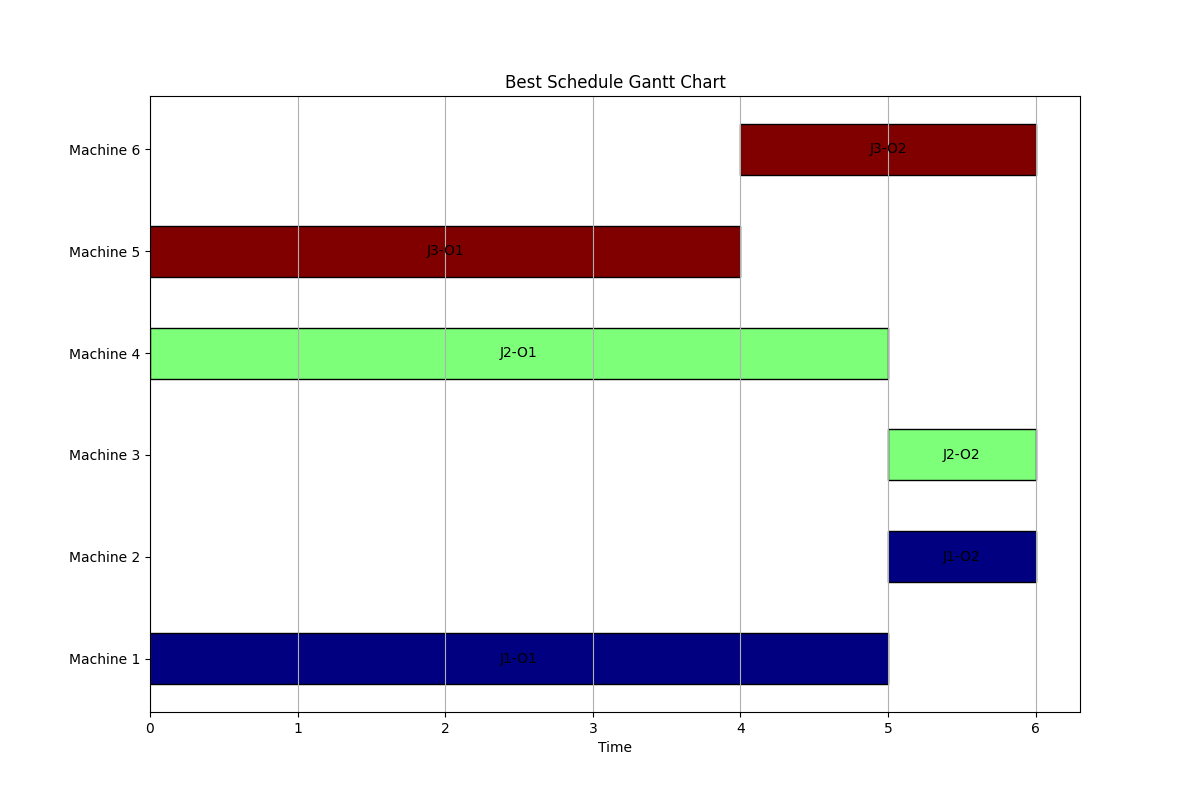 Best Schedule Gantt Chart
Machine 6
J3-O2
Machine 5
J3-O1
Machine 4
J2-O1
Machine 3
J2-O2
Machine 2
J1-O2
Machine 1
J1-O1
0 1 2 3 4 5 6
Time